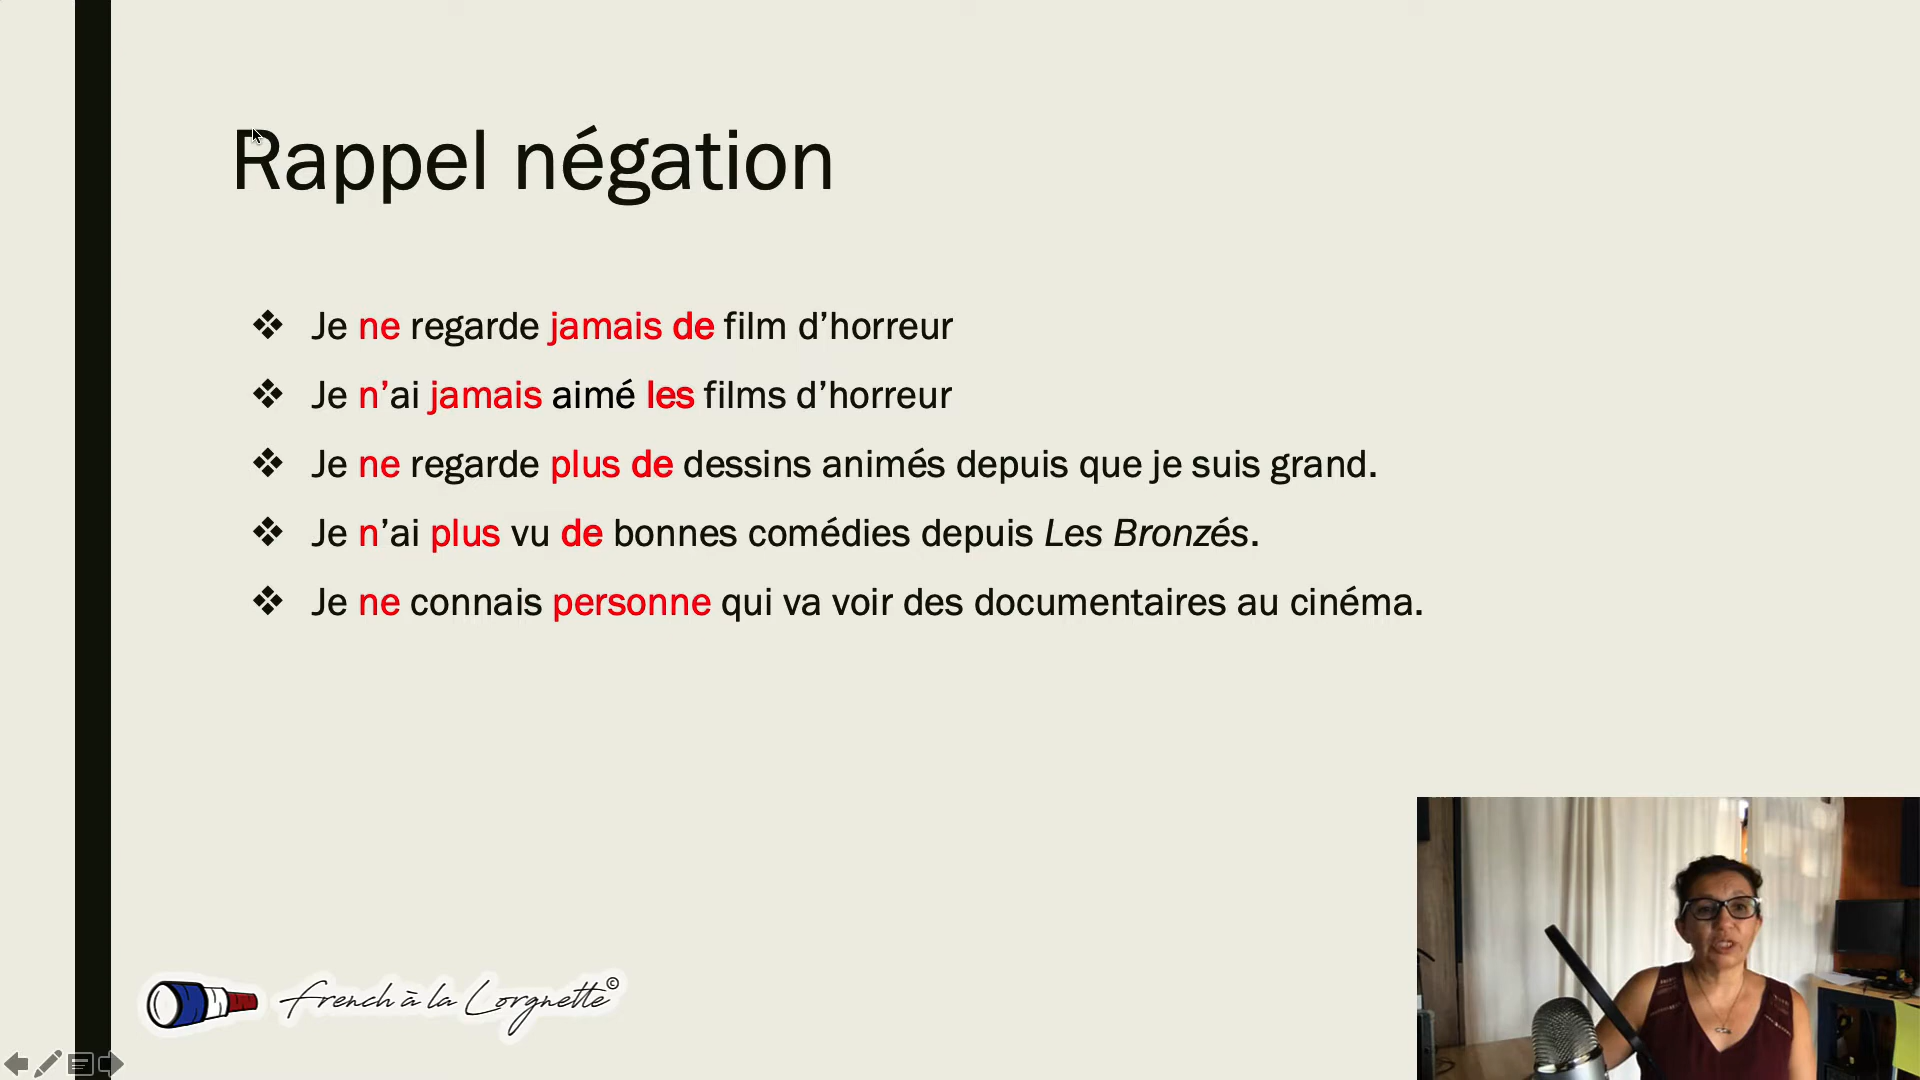 Rappel négation
❖ Je ne regarde jamais de film d’horreur
❖ Je n’ai jamais aimé les films d’horreur
❖ Je ne regarde plus de dessins animés depuis que je suis grand.
❖ Je n’ai plus vu de bonnes comédies depuis Les Bronzés.
❖ Je ne connais personne qui va voir des documentaires au cinéma.
French à la Lorgnette©